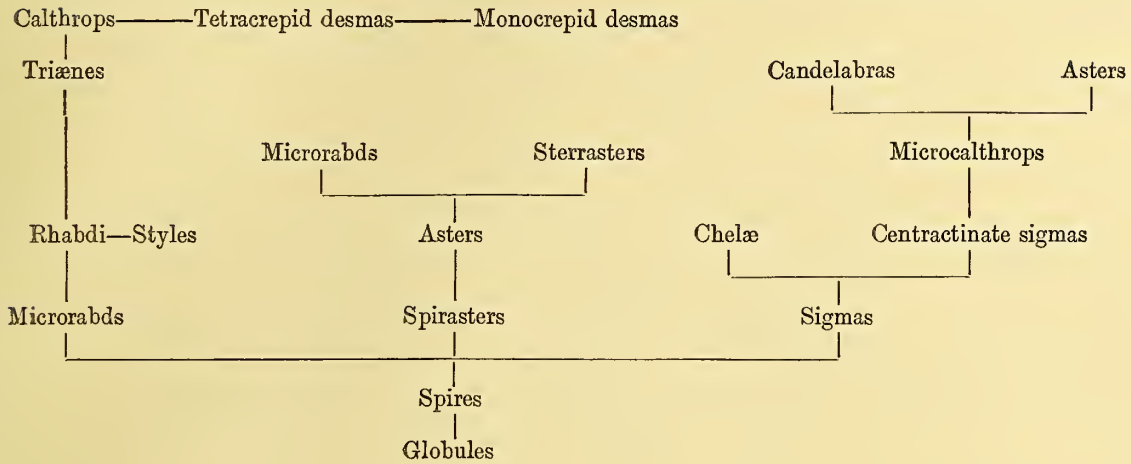 Calthrops——Tetracrepid desmas——Monocrepid desmas
Triænes Candelabras Asters
Microrabds Sterrasters Microcalthrops
Rhabdi—Styles Asters Chelæ Centractinate sigmas
Microrabds Spirasters Sigmas
Spires
Globules